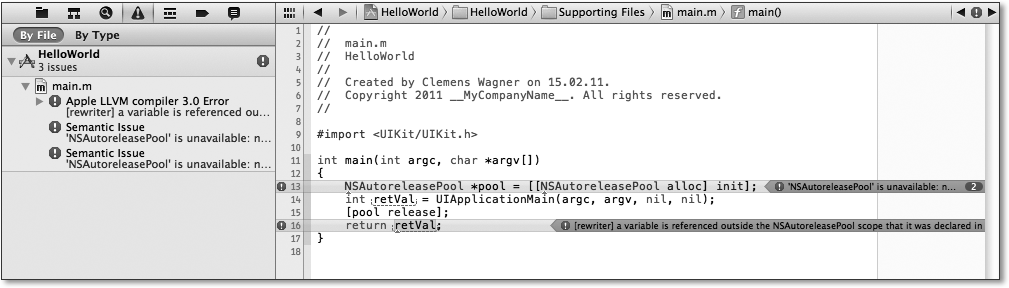 HelloWorld HelloWorld Supporting Files main.m main()
By File By Type
HelloWorld
3 issues
main.m
Apple LLVM compiler 3.0 Error
[rewriter] a variable is referenced ou...
Semantic Issue
'NSAutoreleasePool' is unavailable: n...
Semantic Issue
'NSAutoreleasePool' is unavailable: n...
1 //
2 //  main.m
3 //  HelloWorld
4 //
5 //  Created by Clemens Wagner on 15.02.11.
6 //  Copyright 2011 __MyCompanyName__. All rights reserved.
7 //
8
9 #import <UIKit/UIKit.h>
10
11 int main(int argc, char *argv[])
12 {
13 NSAutoreleasePool *pool = [[NSAutoreleasePool alloc] init]; 'NSAutoreleasePool' is unavailable: n... 2
14 int retVal = UIApplicationMain(argc, argv, nil, nil);
15 [pool release];
16 return retVal; [rewriter] a variable is referenced outside the NSAutoreleasePool scope that it was declared in
17 }
18